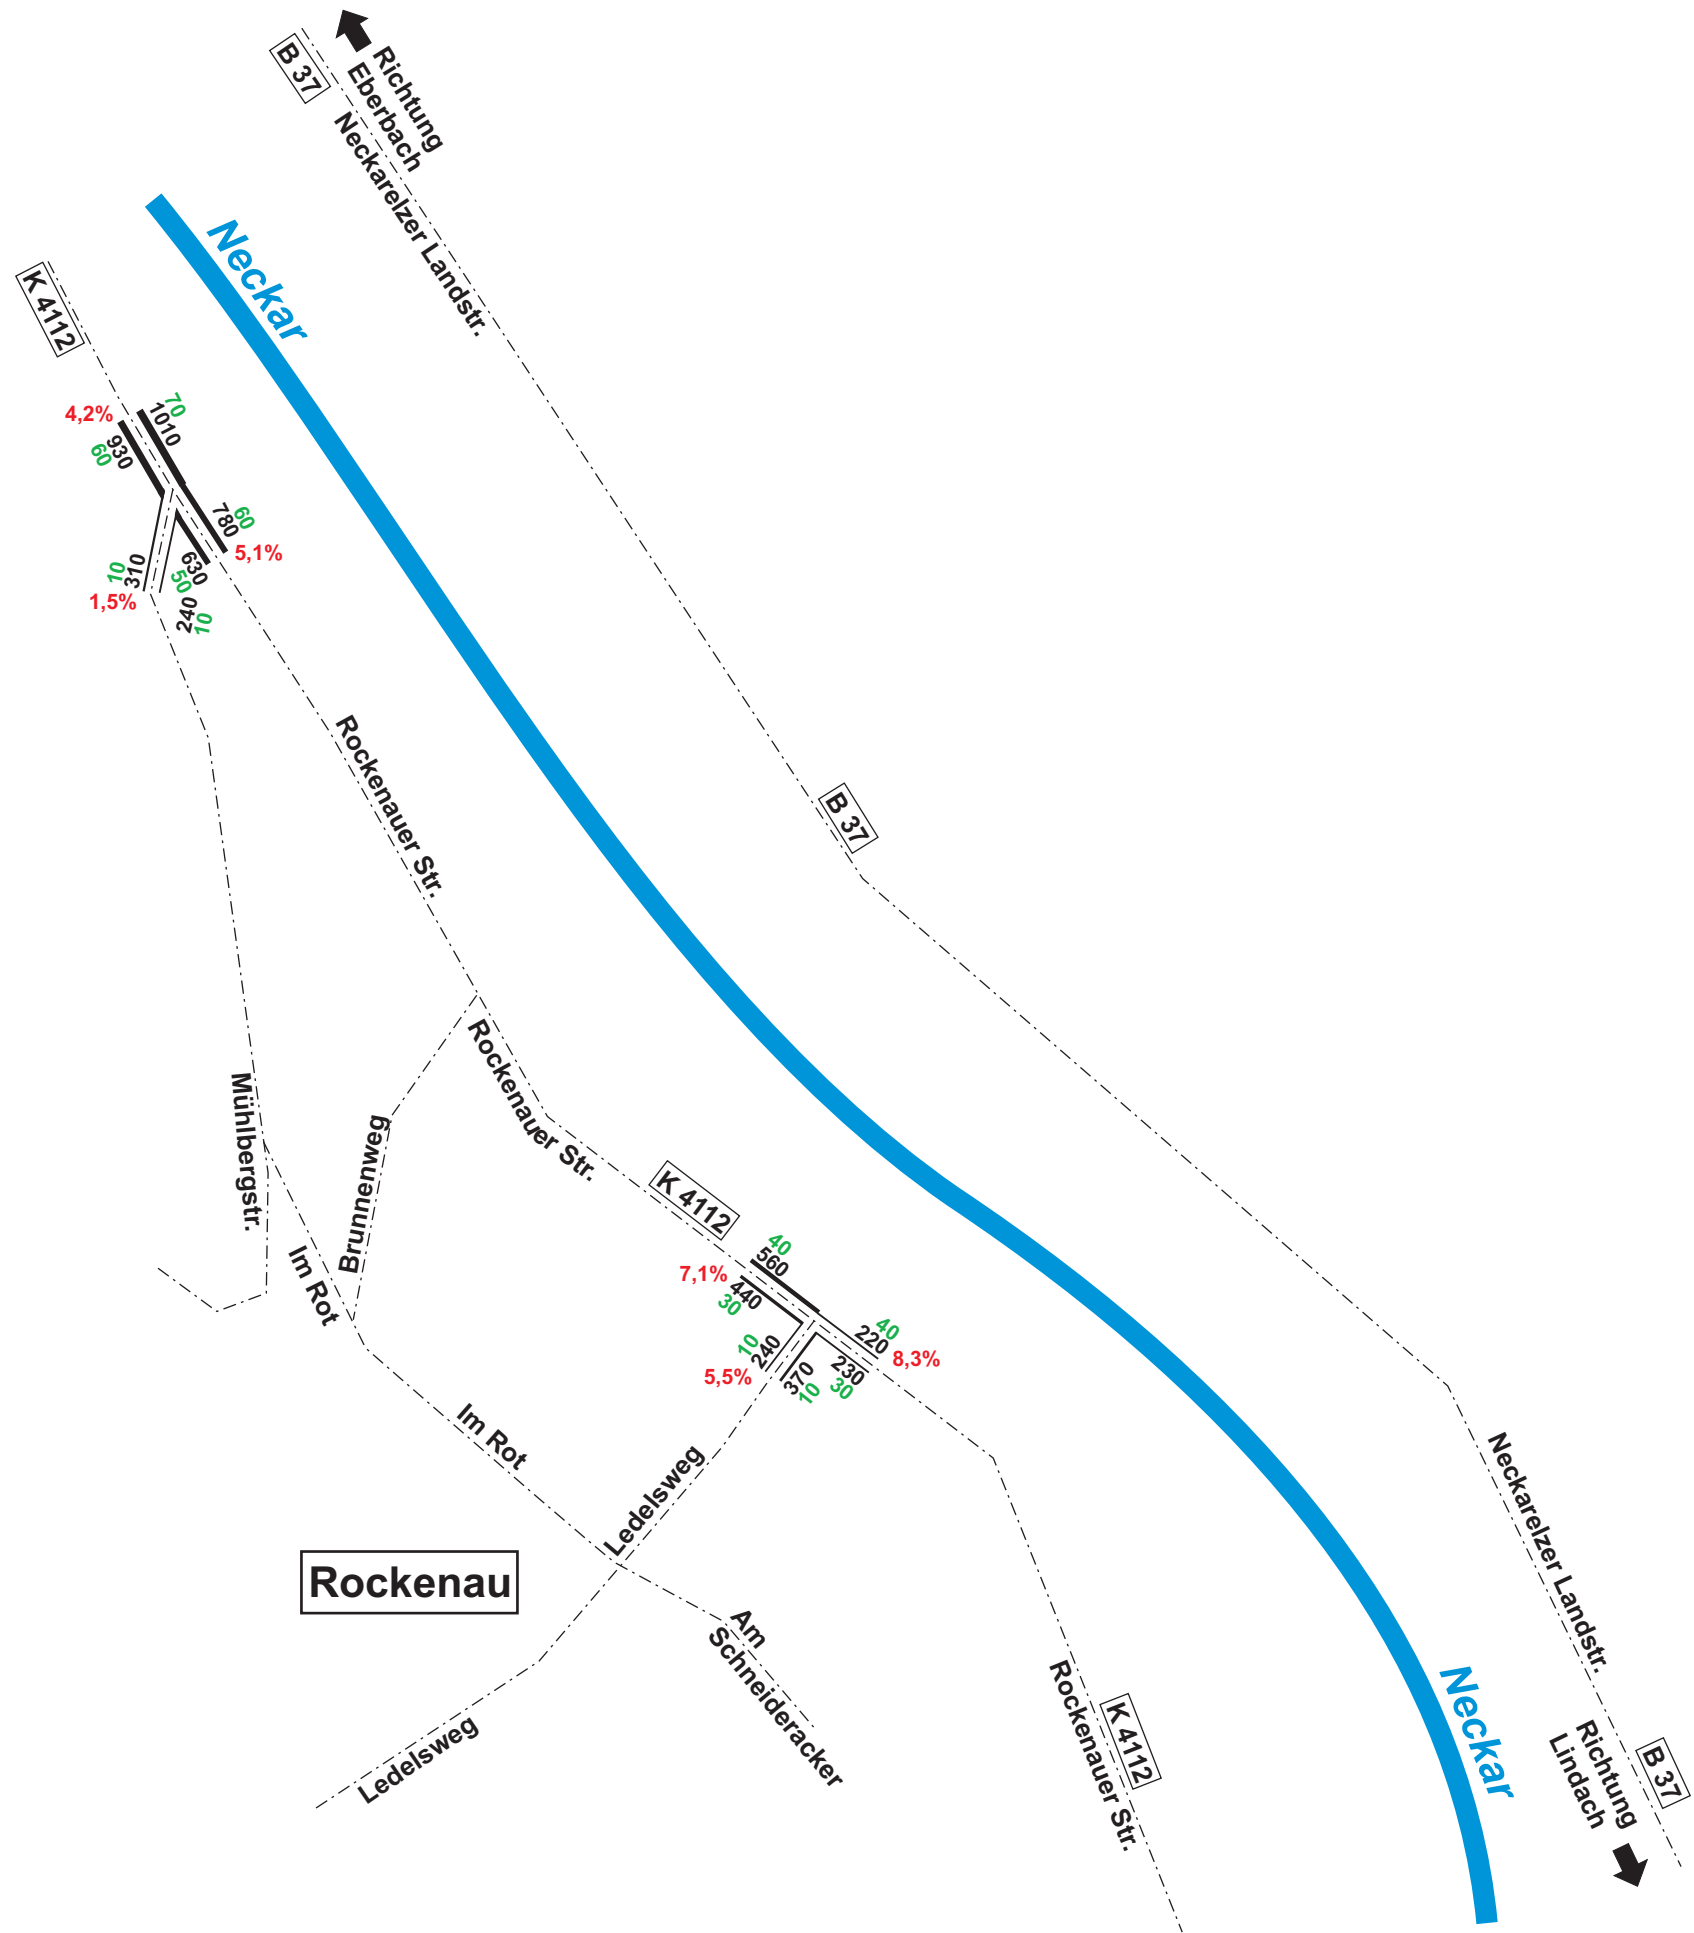 B 37
Richtung
Eberbach
Neckarelzer Landstr.
Neckar
K 4112
70
1010
4,2%
930
60
60
780
5,1%
630
50
10
310
1,5%
240
10
Rockenauer Str.
B 37
Rockenauer Str.
Mühlbergstr.
Brunnenweg
K 4112
Im Rot
40
560
7,1%
440
30
40
220
8,3%
10
240
5,5%
370
10
230
30
Im Rot
Ledelsweg
Neckarelzer Landstr.
Rockenau
Am
Schneideracker
Ledelsweg
Rockenauer Str.
K 4112
Neckar
Richtung
Lindach
B 37